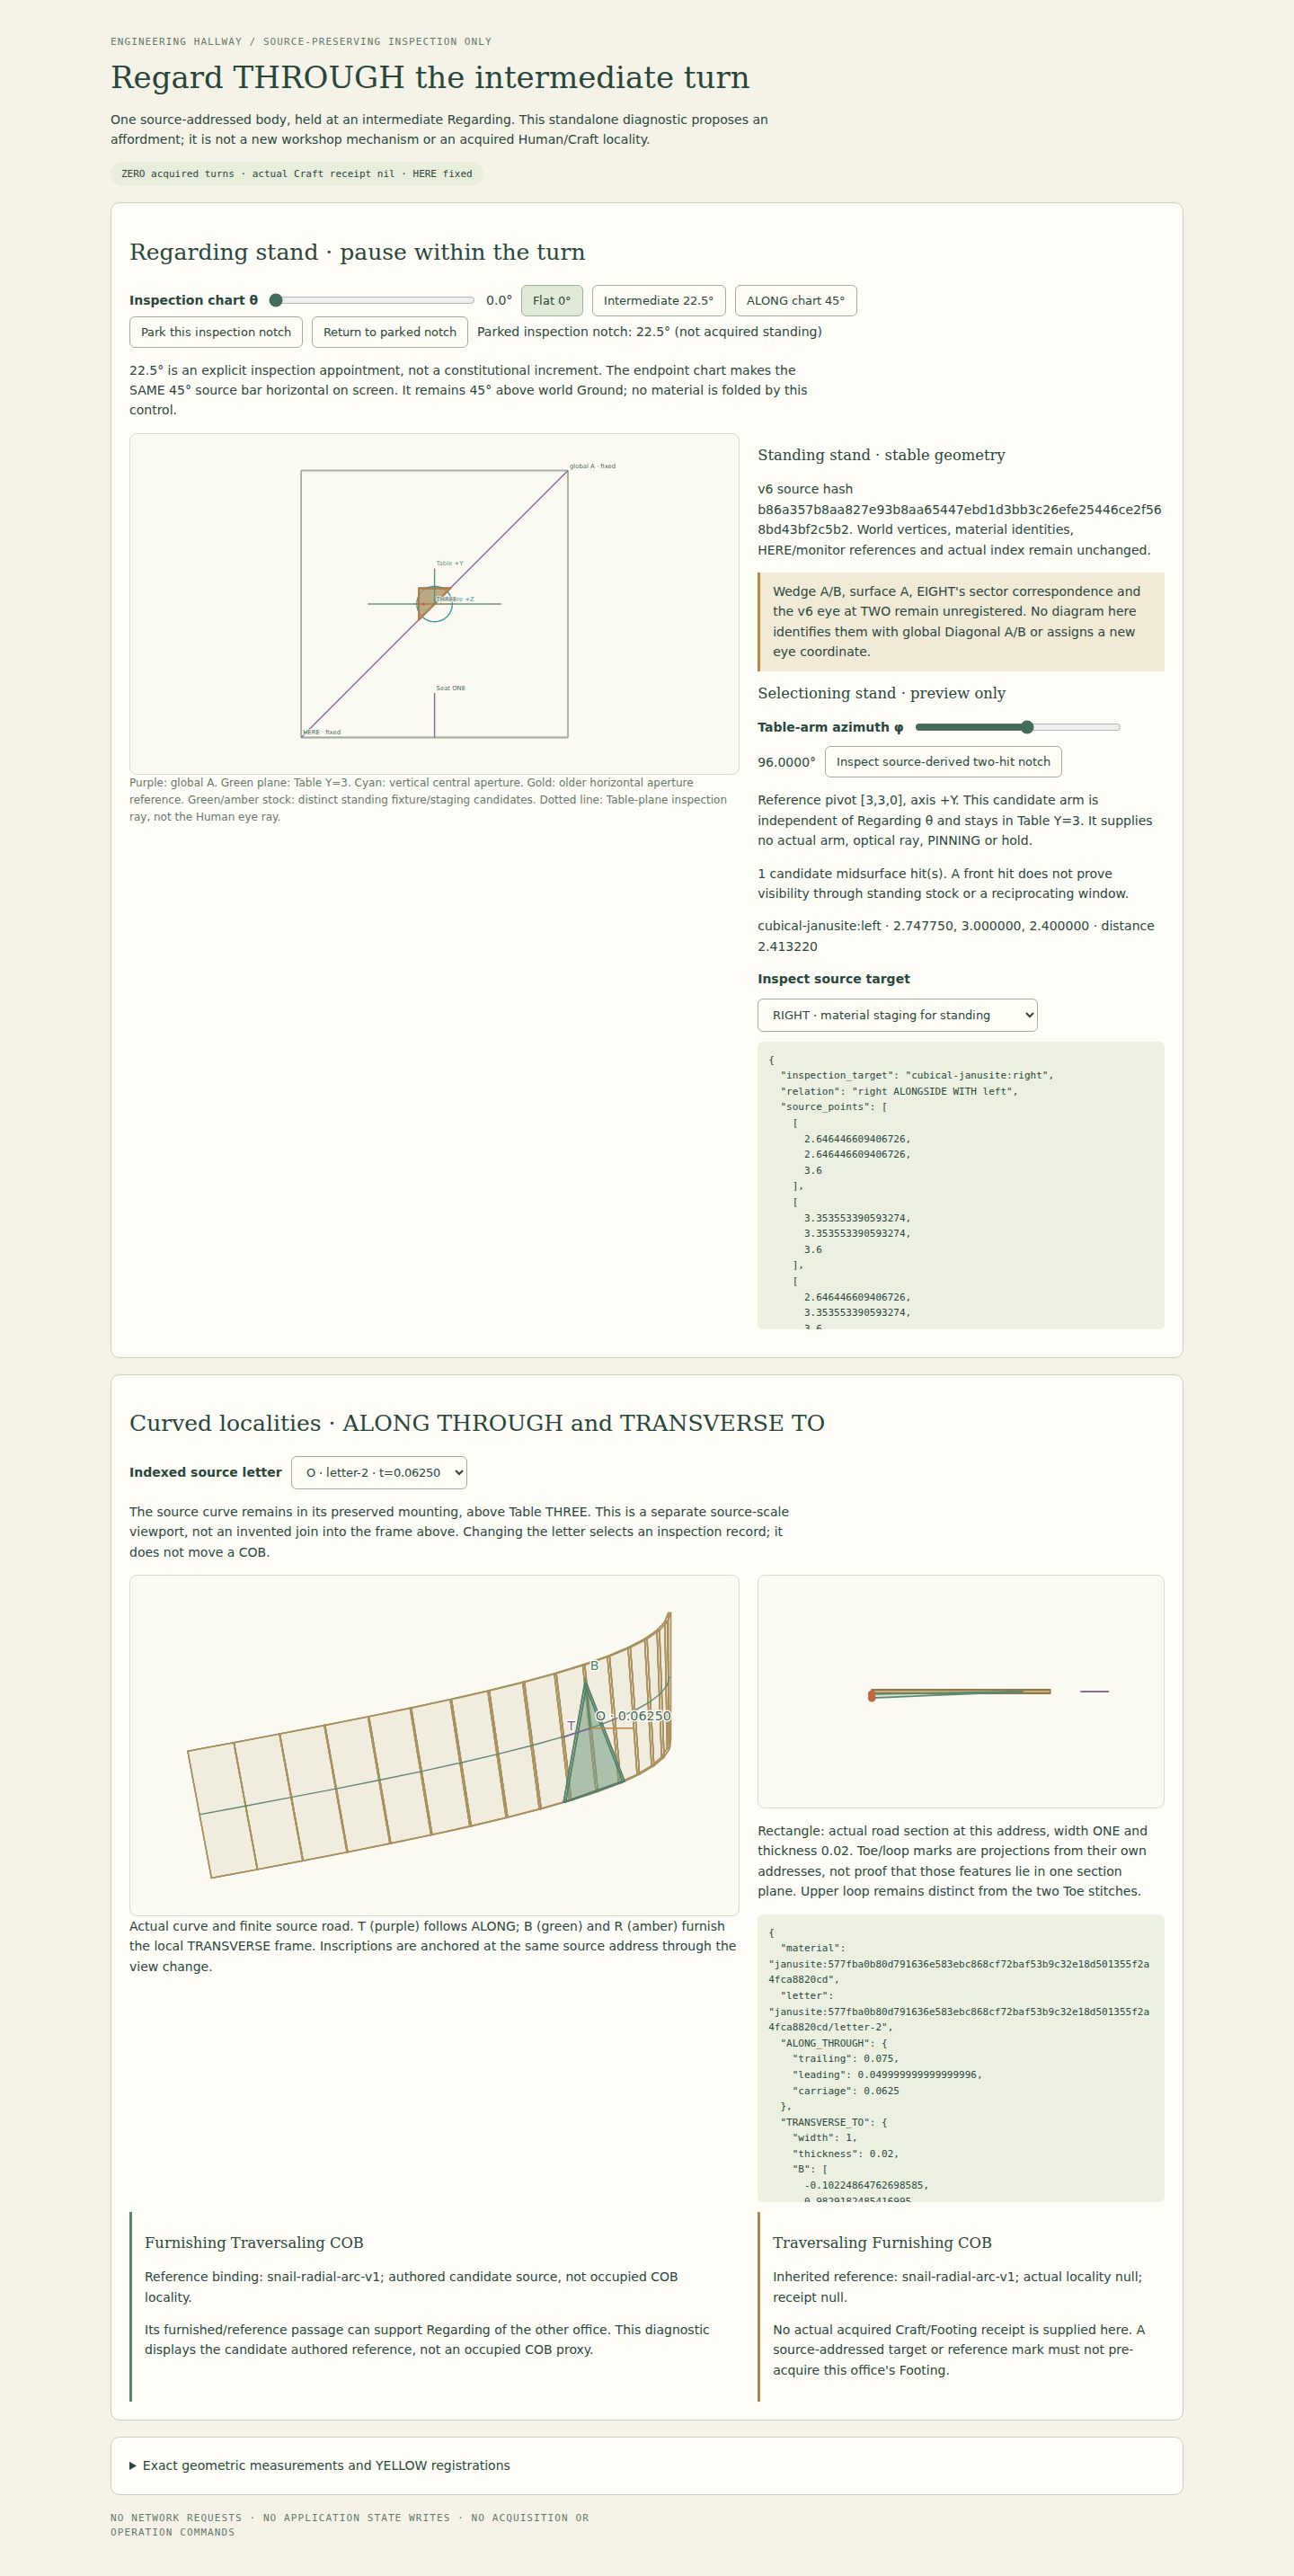 ENGINEERING HALLWAY / SOURCE-PRESERVING INSPECTION ONLY
Regard THROUGH the intermediate turn
One source-addressed body, held at an intermediate Regarding. This standalone diagnostic proposes an
affordment; it is not a new workshop mechanism or an acquired Human/Craft locality.
ZERO acquired turns · actual Craft receipt nil · HERE fixed
Regarding stand · pause within the turn
Inspection chart θ 0.0° Flat 0° Intermediate 22.5° ALONG chart 45°
Park this inspection notch Return to parked notch Parked inspection notch: 22.5° (not acquired standing)
22.5° is an explicit inspection appointment, not a constitutional increment. The endpoint chart makes the
SAME 45° source bar horizontal on screen. It remains 45° above world Ground; no material is folded by this
control.
global A · fixed
Table +Y
+Z
Seat ONE
HERE · fixed
Purple: global A. Green plane: Table Y=3. Cyan: vertical central aperture. Gold: older horizontal aperture
reference. Green/amber stock: distinct standing fixture/staging candidates. Dotted line: Table-plane inspection
ray, not the Human eye ray.
Standing stand · stable geometry
v6 source hash
b86a357b8aa827e93b8aa65447ebd1d3bb3c26efe25446ce2f56
8bd43bf2c5b2. World vertices, material identities,
HERE/monitor references and actual index remain unchanged.
Wedge A/B, surface A, EIGHT's sector correspondence and
the v6 eye at TWO remain unregistered. No diagram here
identifies them with global Diagonal A/B or assigns a new
eye coordinate.
Selectioning stand · preview only
Table-arm azimuth φ
96.0000° Inspect source-derived two-hit notch
Reference pivot [3,3,0], axis +Y. This candidate arm is
independent of Regarding θ and stays in Table Y=3. It supplies
no actual arm, optical ray, PINNING or hold.
1 candidate midsurface hit(s). A front hit does not prove
visibility through standing stock or a reciprocating window.
cubical-janusite:left · 2.747750, 3.000000, 2.400000 · distance
2.413220
Inspect source target
RIGHT · material staging for standing
{
"inspection_target": "cubical-janusite:right",
"relation": "right ALONGSIDE WITH left",
"source_points": [
[
2.646446609406726,
2.646446609406726,
3.6
],
[
3.353553390593274,
3.353553390593274,
3.6
],
[
2.646446609406726,
3.353553390593274,
3.6
Curved localities · ALONG THROUGH and TRANSVERSE TO
Indexed source letter O · letter-2 · t=0.06250
The source curve remains in its preserved mounting, above Table THREE. This is a separate source-scale
viewport, not an invented join into the frame above. Changing the letter selects an inspection record; it
does not move a COB.
B
O · 0.06250
T
Actual curve and finite source road. T (purple) follows ALONG; B (green) and R (amber) furnish
the local TRANSVERSE frame. Inscriptions are anchored at the same source address through the
view change.
Rectangle: actual road section at this address, width ONE and
thickness 0.02. Toe/loop marks are projections from their own
addresses, not proof that those features lie in one section
plane. Upper loop remains distinct from the two Toe stitches.
{
"material":
"janusite:577fba0b80d791636e583ebc868cf72baf53b9c32e18d501355f2a
4fca8820cd",
"letter":
"janusite:577fba0b80d791636e583ebc868cf72baf53b9c32e18d501355f2a
4fca8820cd/letter-2",
"ALONG_THROUGH": {
"trailing": 0.075,
"leading": 0.049999999999999996,
"carriage": 0.0625
},
"TRANSVERSE_TO": {
"width": 1,
"thickness": 0.02,
"B": [
-0.10224864762698585,
0.9829182485416995,
Furnishing Traversaling COB
Reference binding: snail-radial-arc-v1; authored candidate source, not occupied COB
locality.
Its furnished/reference passage can support Regarding of the other office. This diagnostic
displays the candidate authored reference, not an occupied COB proxy.
Traversaling Furnishing COB
Inherited reference: snail-radial-arc-v1; actual locality null;
receipt null.
No actual acquired Craft/Footing receipt is supplied here. A
source-addressed target or reference mark must not pre-
acquire this office's Footing.
Exact geometric measurements and YELLOW registrations
NO NETWORK REQUESTS · NO APPLICATION STATE WRITES · NO ACQUISITION OR
OPERATION COMMANDS